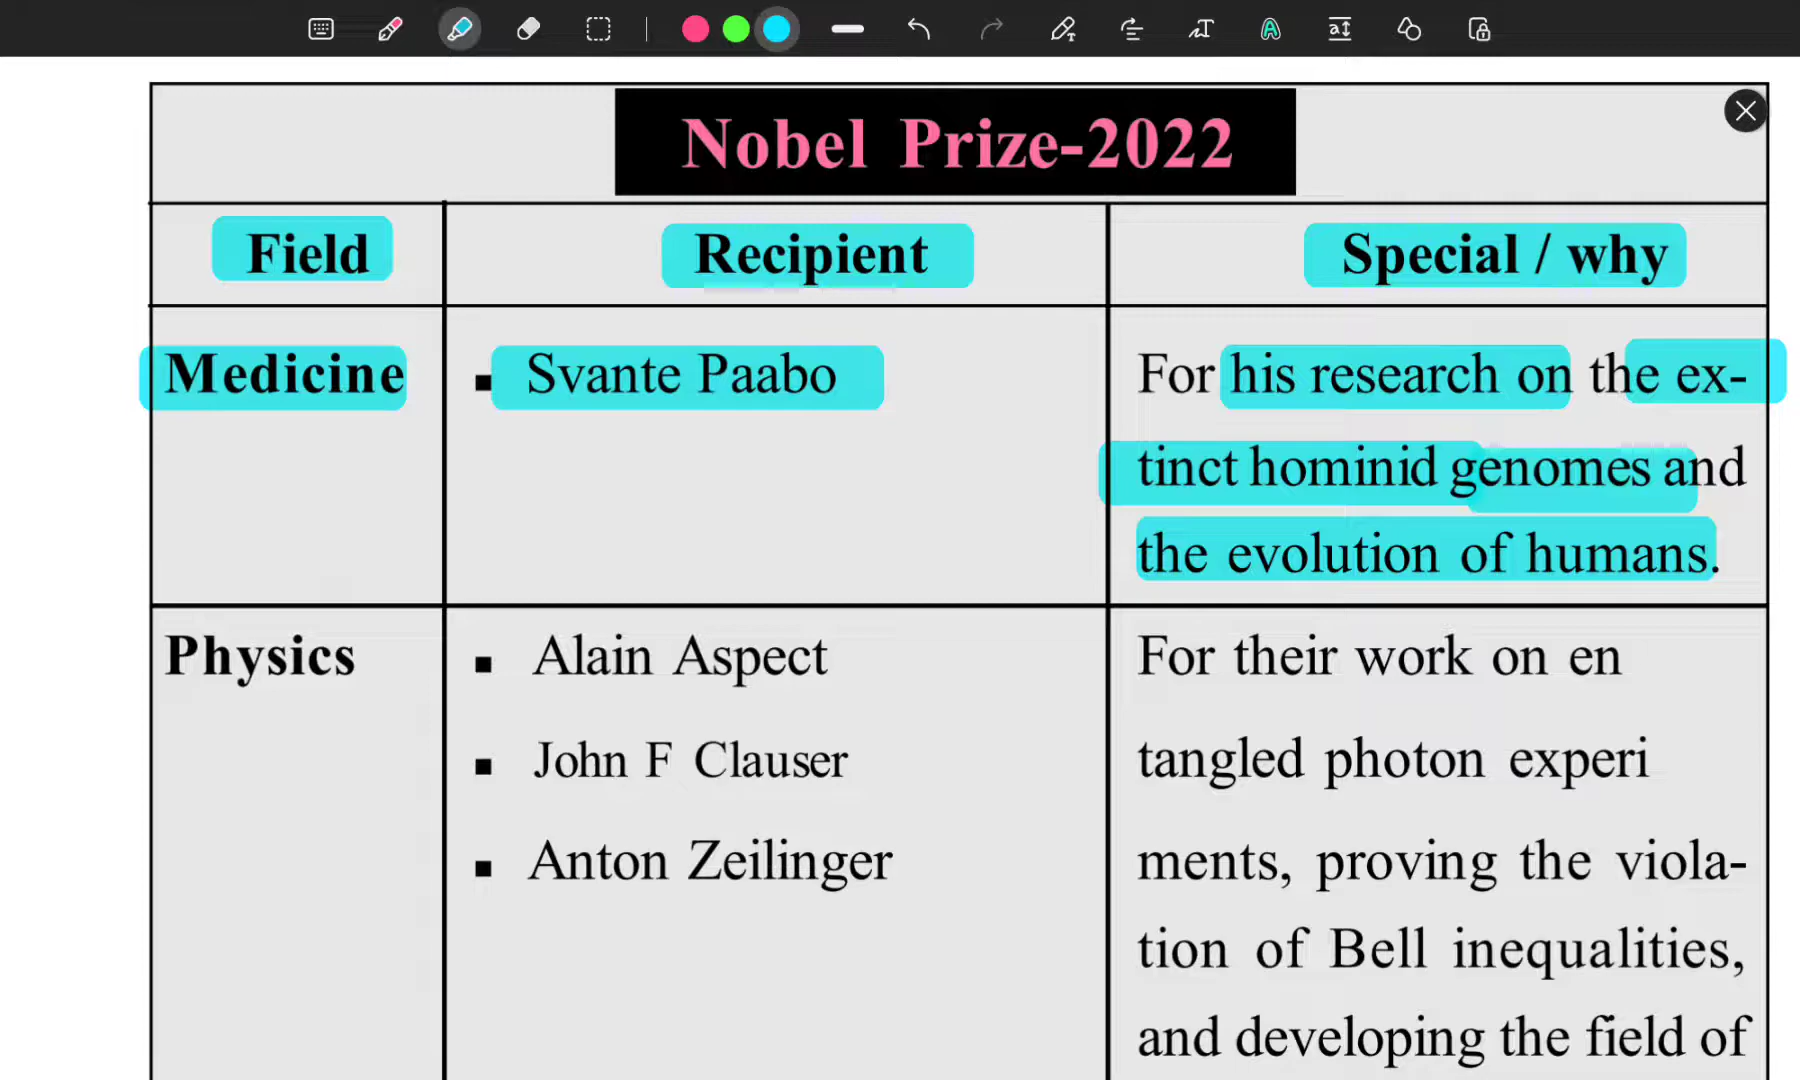 Nobel Prize-2022
Field Recipient Special / why
Medicine
▪ Svante Paabo
For his research on the ex-
tinct hominid genomes and
the evolution of humans.
Physics
▪ Alain Aspect
▪ John F Clauser
▪ Anton Zeilinger
For their work on en
tangled photon experi
ments, proving the viola-
tion of Bell inequalities,
and developing the field of